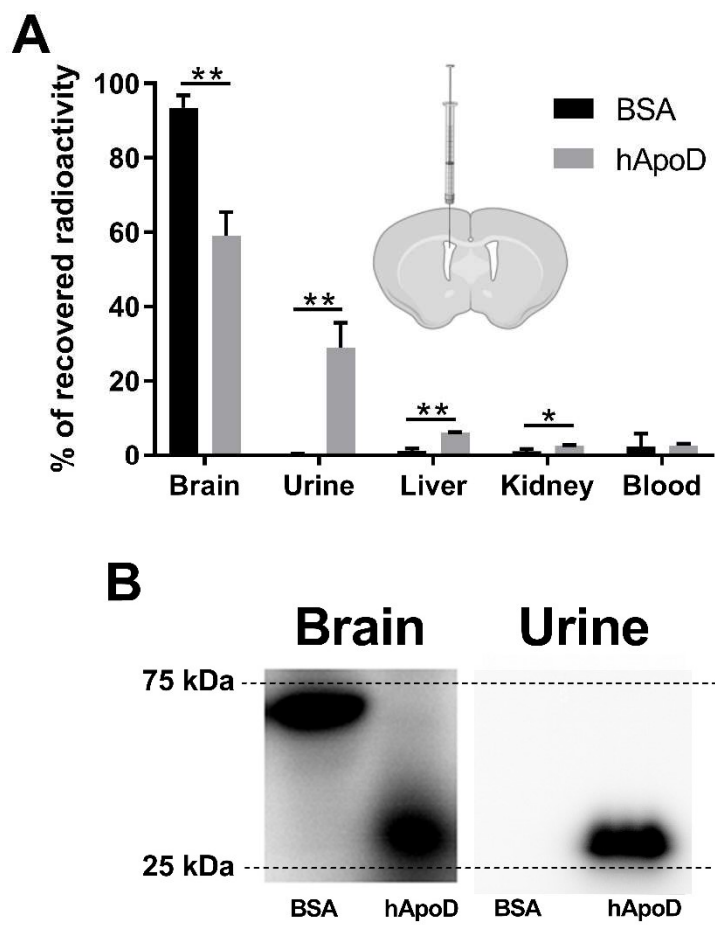 A
% of recovered radioactivity
100
80
60
40
20
0
**
**
**
*
BSA
hApoD
Brain Urine Liver Kidney Blood
B
Brain Urine
75 kDa
25 kDa
BSA hApoD BSA hApoD